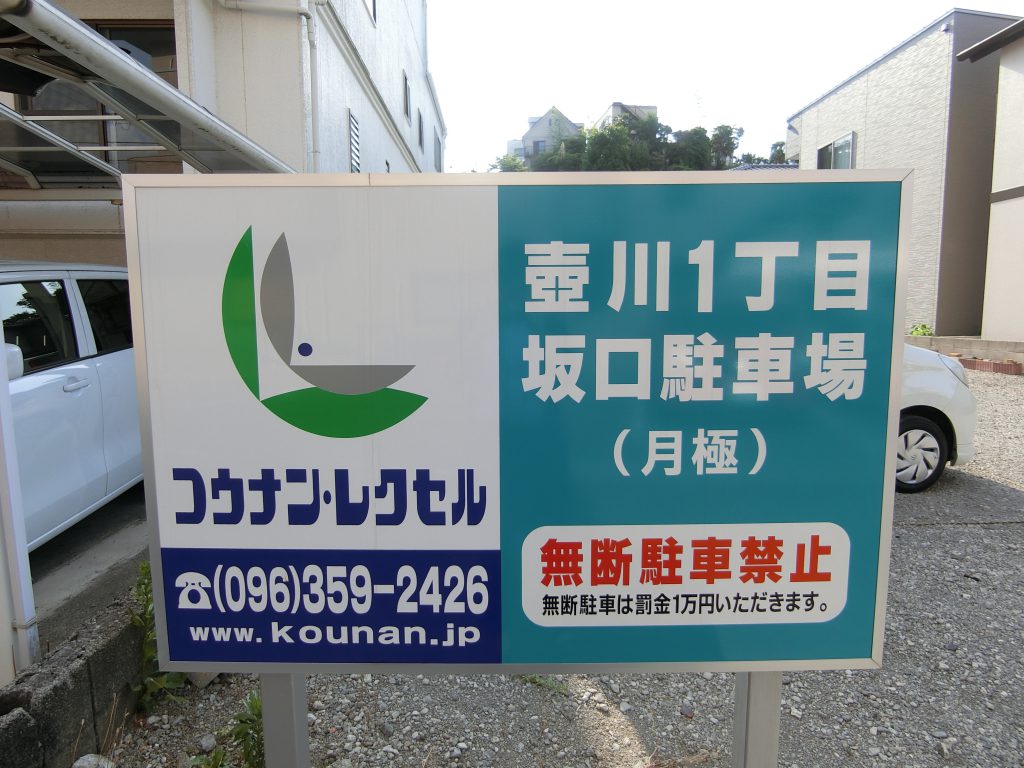 コウナン・レクセル
☎(096)359-2426
www.kounan.jp
壺川1丁目
坂口駐車場
(月極)
無断駐車禁止
無断駐車は罰金1万円いただきます。